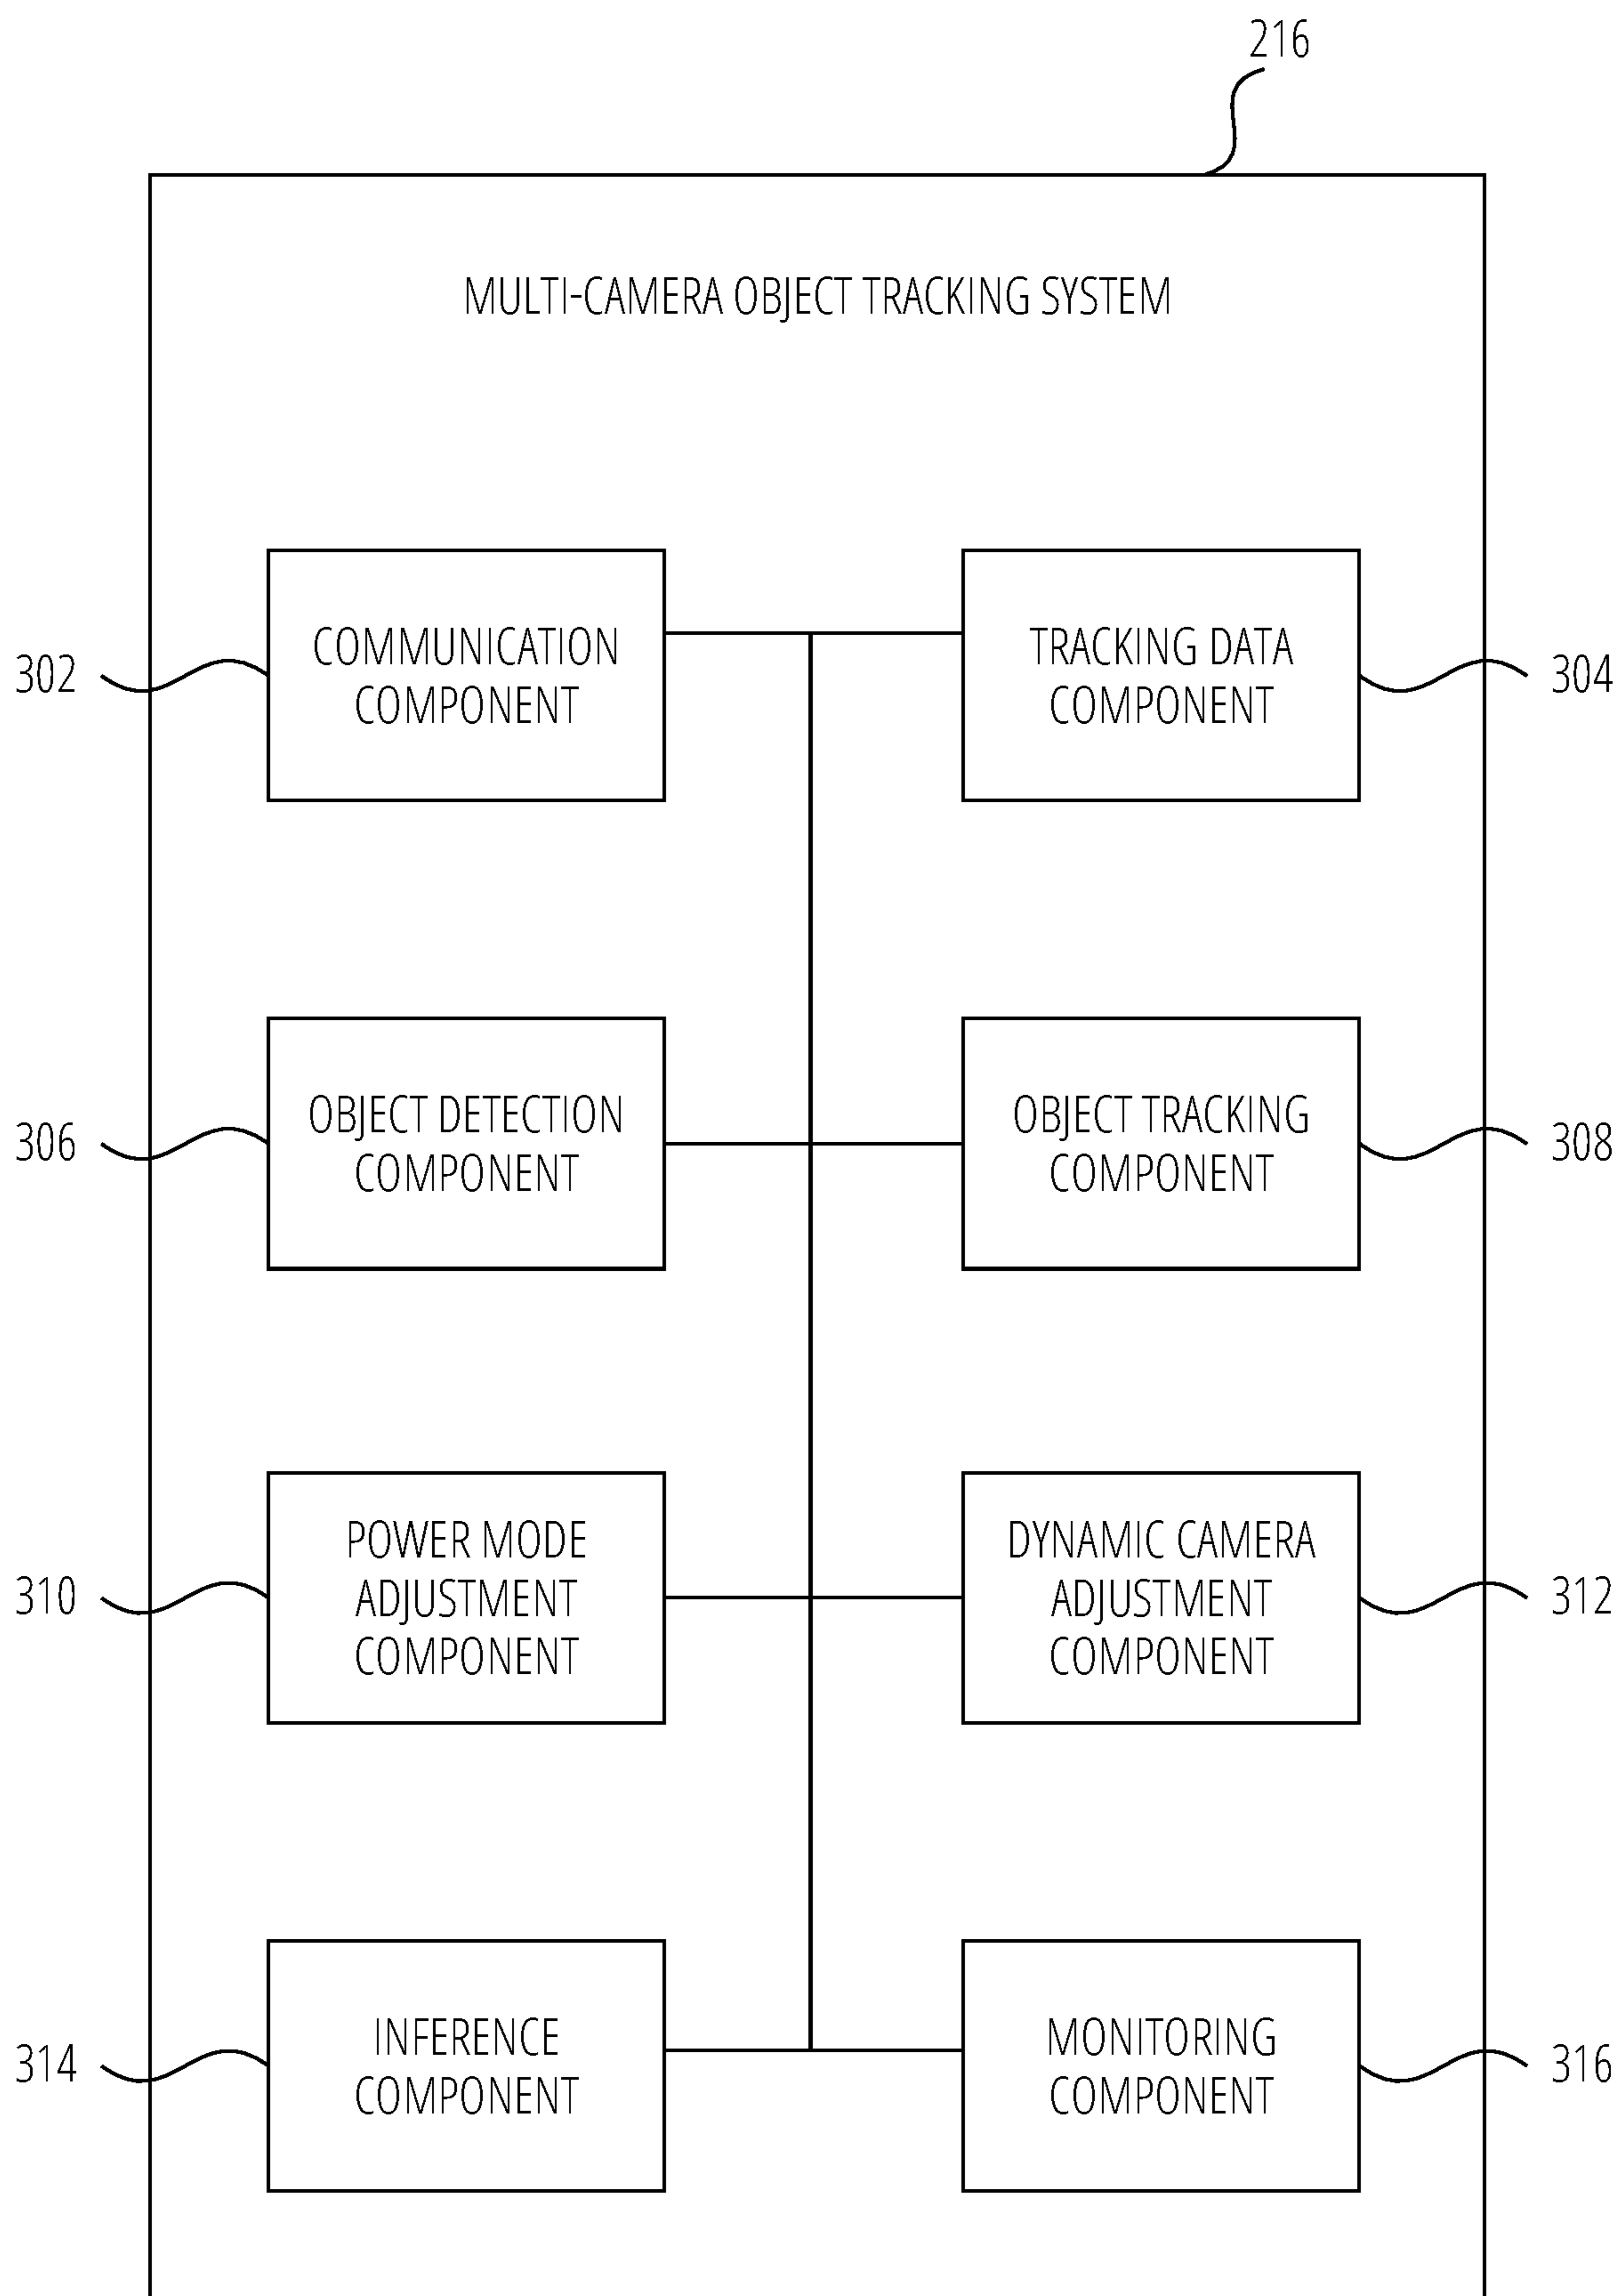 216
MULTI-CAMERA OBJECT TRACKING SYSTEM
302
COMMUNICATION
COMPONENT
TRACKING DATA
COMPONENT
304
306
OBJECT DETECTION
COMPONENT
OBJECT TRACKING
COMPONENT
308
310
POWER MODE
ADJUSTMENT
COMPONENT
DYNAMIC CAMERA
ADJUSTMENT
COMPONENT
312
314
INFERENCE
COMPONENT
MONITORING
COMPONENT
316